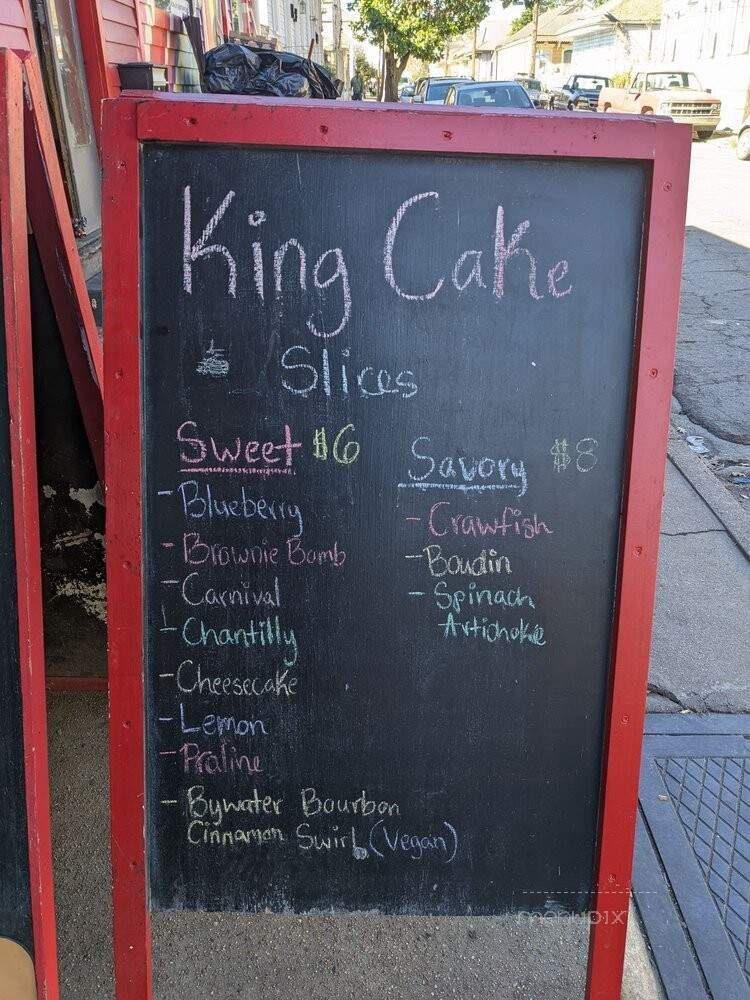 King Cake
Slices
Sweet $6
- Blueberry
- Brownie Bomb
- Carnival
- Chantilly
- Cheesecake
- Lemon
- Praline
- Bywater Bourbon
Cinnamon Swirl (Vegan)
Savory $8
- Crawfish
- Boudin
- Spinach
Artichoke
menupix